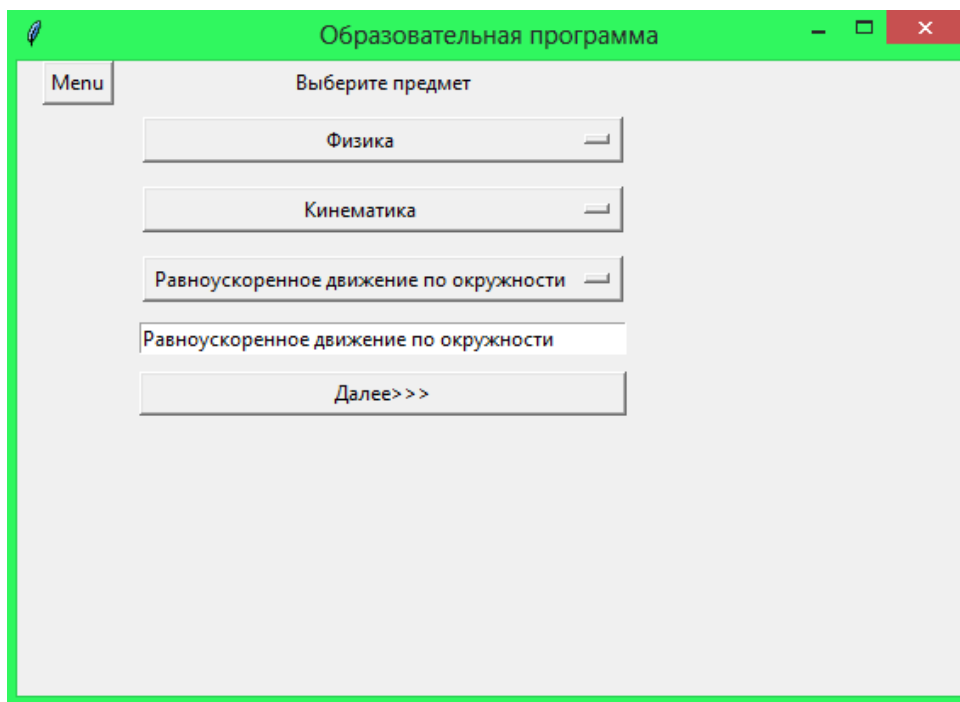 Образовательная программа
Menu
Выберите предмет
Физика
Кинематика
Равноускоренное движение по окружности
Равноускоренное движение по окружности
Далее>>>